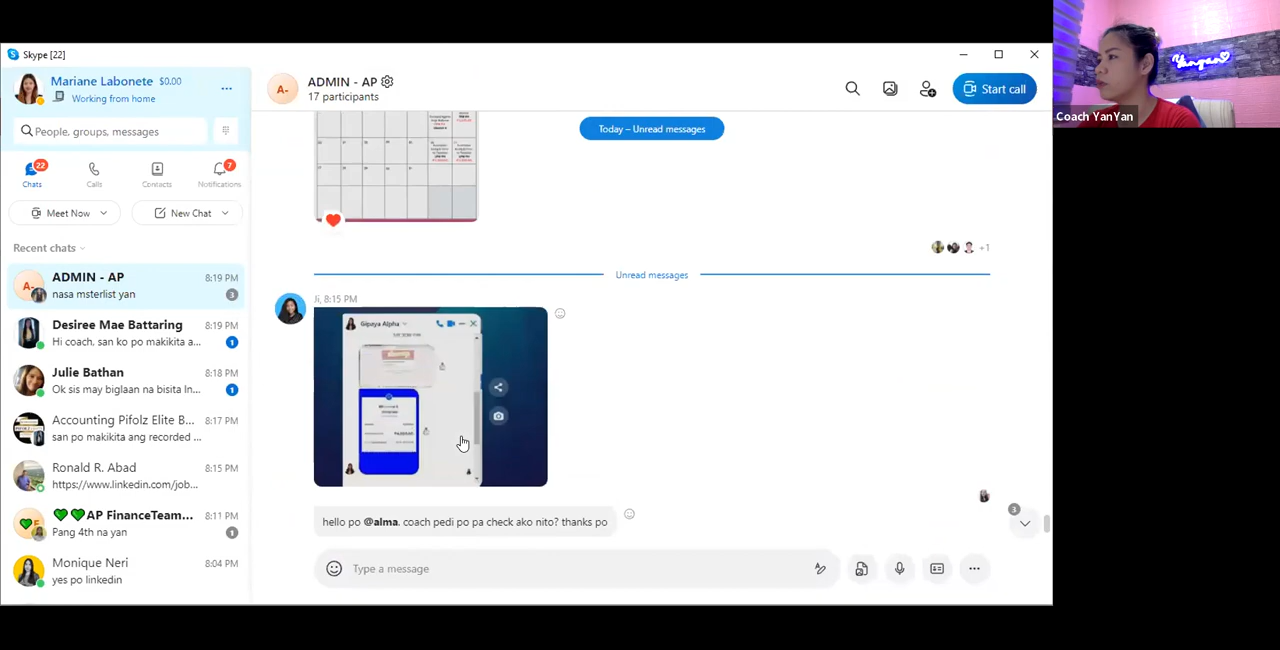 Skype [22]
Mariane Labonete $0.00
Working from home
People, groups, messages
22
7
Chats
Calls
Contacts
Notifications
Meet Now
New Chat
Recent chats
ADMIN - AP 8:19 PM
nasa msterlist yan 3
Desiree Mae Battaring 8:19 PM
Hi coach, san ko po makikita a... 1
Julie Bathan 8:18 PM
Ok sis may biglaan na bisita In... 1
Accounting Pifolz Elite B... 8:17 PM
san po makikita ang recorded ...
Ronald R. Abad 8:15 PM
https://www.linkedin.com/job...
💚💚AP FinanceTeam... 8:11 PM
Pang 4th na yan 1
Monique Neri 8:04 PM
yes po linkedin
A-
ADMIN - AP
17 participants
Start call
Today – Unread messages
+1
Unread messages
Ji, 8:15 PM
Gipaya Alpha
hello po @alma. coach pedi po pa check ako nito? thanks po
3
Type a message
Yanyan
Coach YanYan